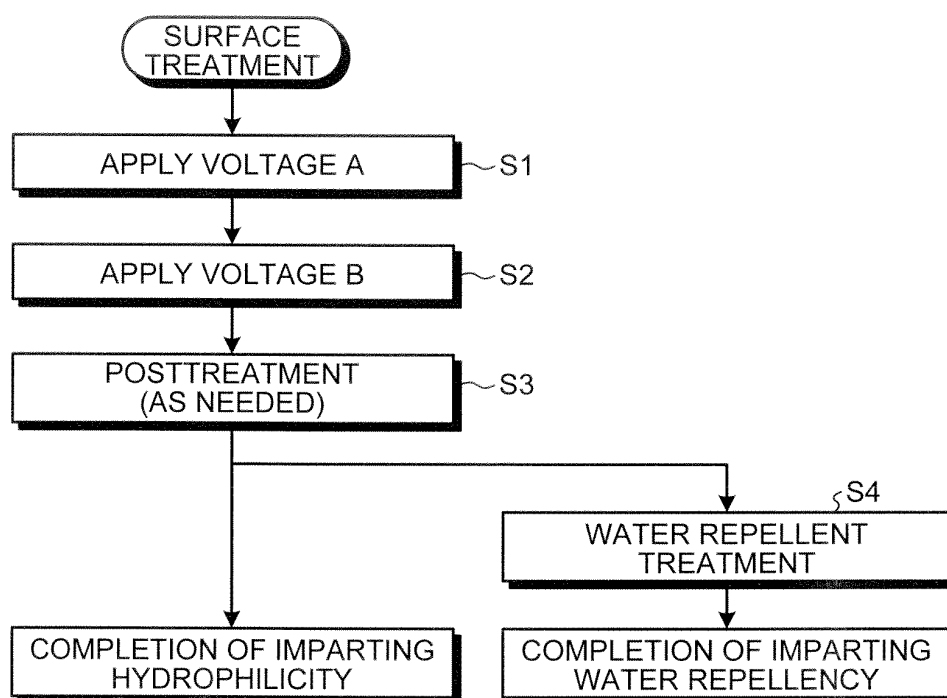 SURFACE
TREATMENT
APPLY VOLTAGE A
S1
APPLY VOLTAGE B
S2
POSTTREATMENT
(AS NEEDED)
S3
S4
WATER REPELLENT
TREATMENT
COMPLETION OF IMPARTING
HYDROPHILICITY
COMPLETION OF IMPARTING
WATER REPELLENCY